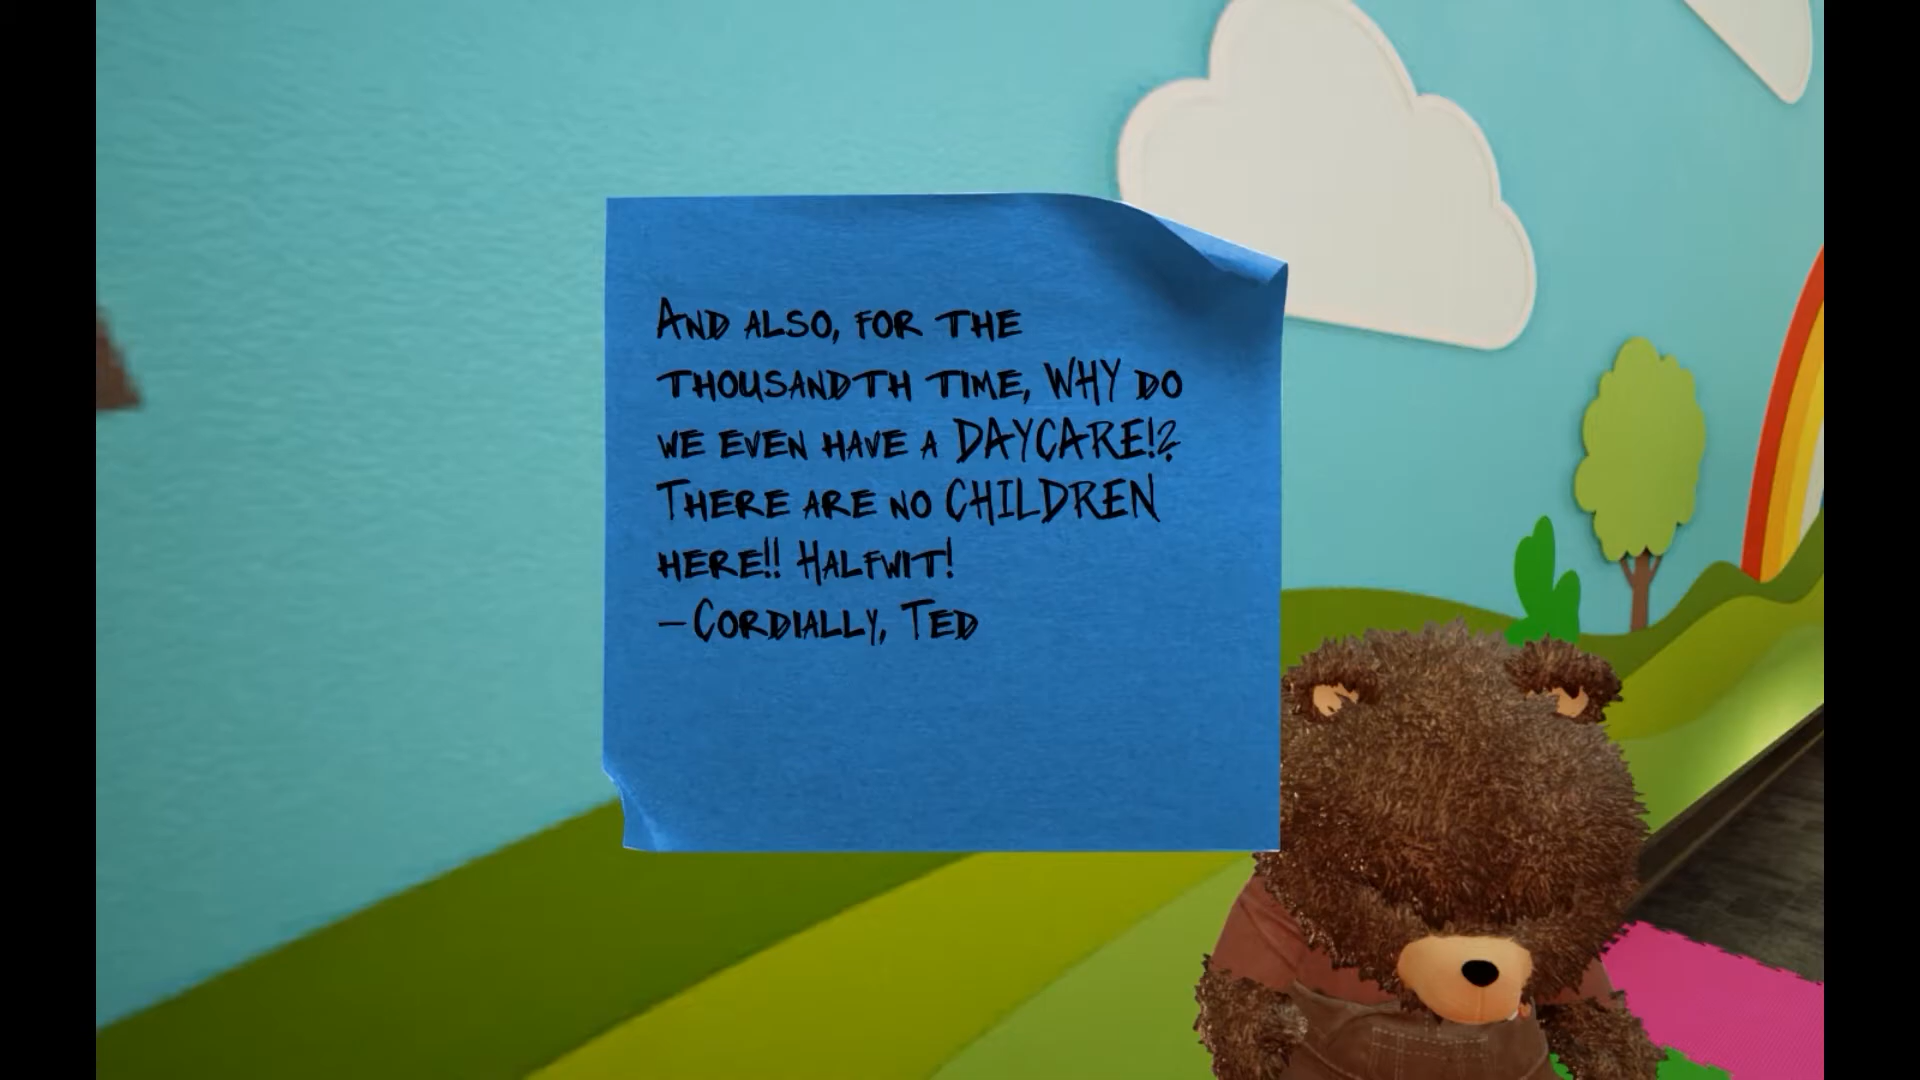 And also, for the
thousandth time, WHY do
we even have a DAYCARE!?
There are no CHILDREN
here!! Halfwit!
—Cordially, Ted